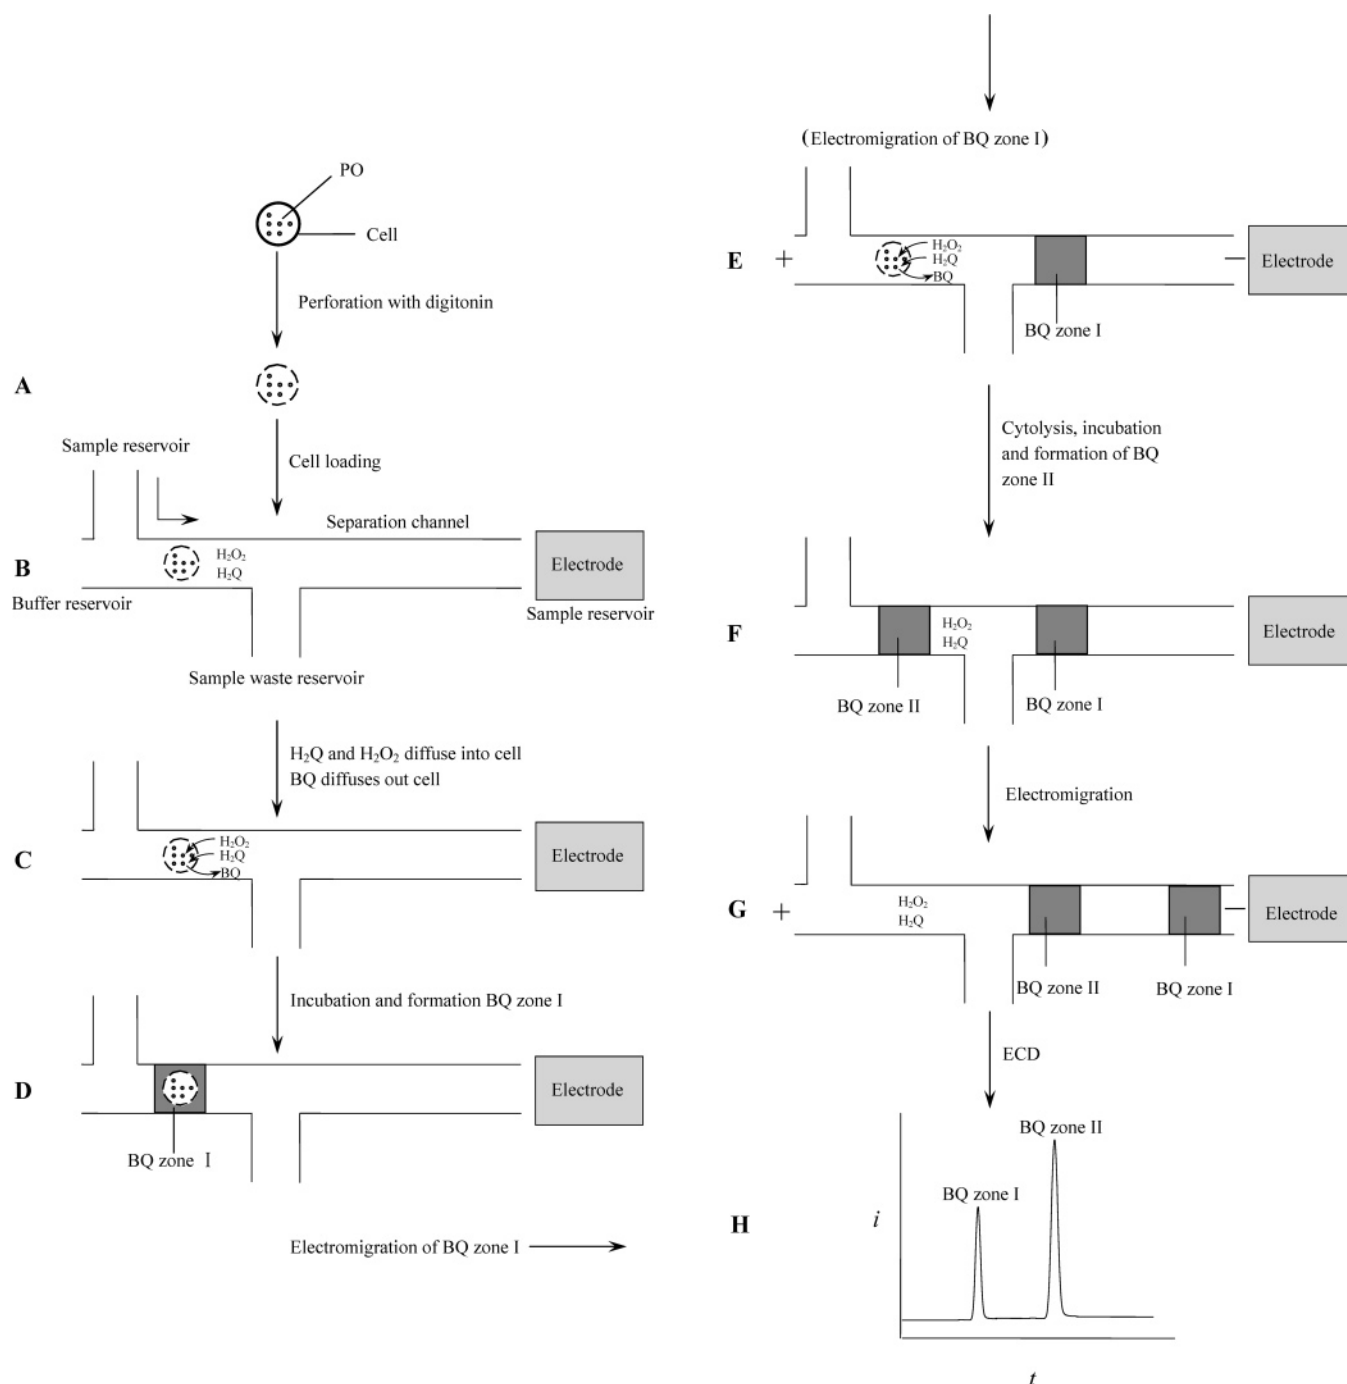 PO
Cell
Perforation with digitonin
A
Sample reservoir
Cell loading
Separation channel
B
H₂O₂
H₂Q
Electrode
Buffer reservoir
Sample reservoir
Sample waste reservoir
H₂Q and H₂O₂ diffuse into cell
BQ diffuses out cell
C
H₂O₂
H₂Q
BQ
Electrode
Incubation and formation BQ zone I
D
Electrode
BQ zone I
Electromigration of BQ zone I
(Electromigration of BQ zone I)
E
+
H₂O₂
H₂Q
BQ
—
Electrode
BQ zone I
Cytolysis, incubation
and formation of BQ
zone II
F
H₂O₂
H₂Q
Electrode
BQ zone II
BQ zone I
Electromigration
G
+
H₂O₂
H₂Q
—
Electrode
BQ zone II
BQ zone I
ECD
BQ zone II
BQ zone I
H
i
t